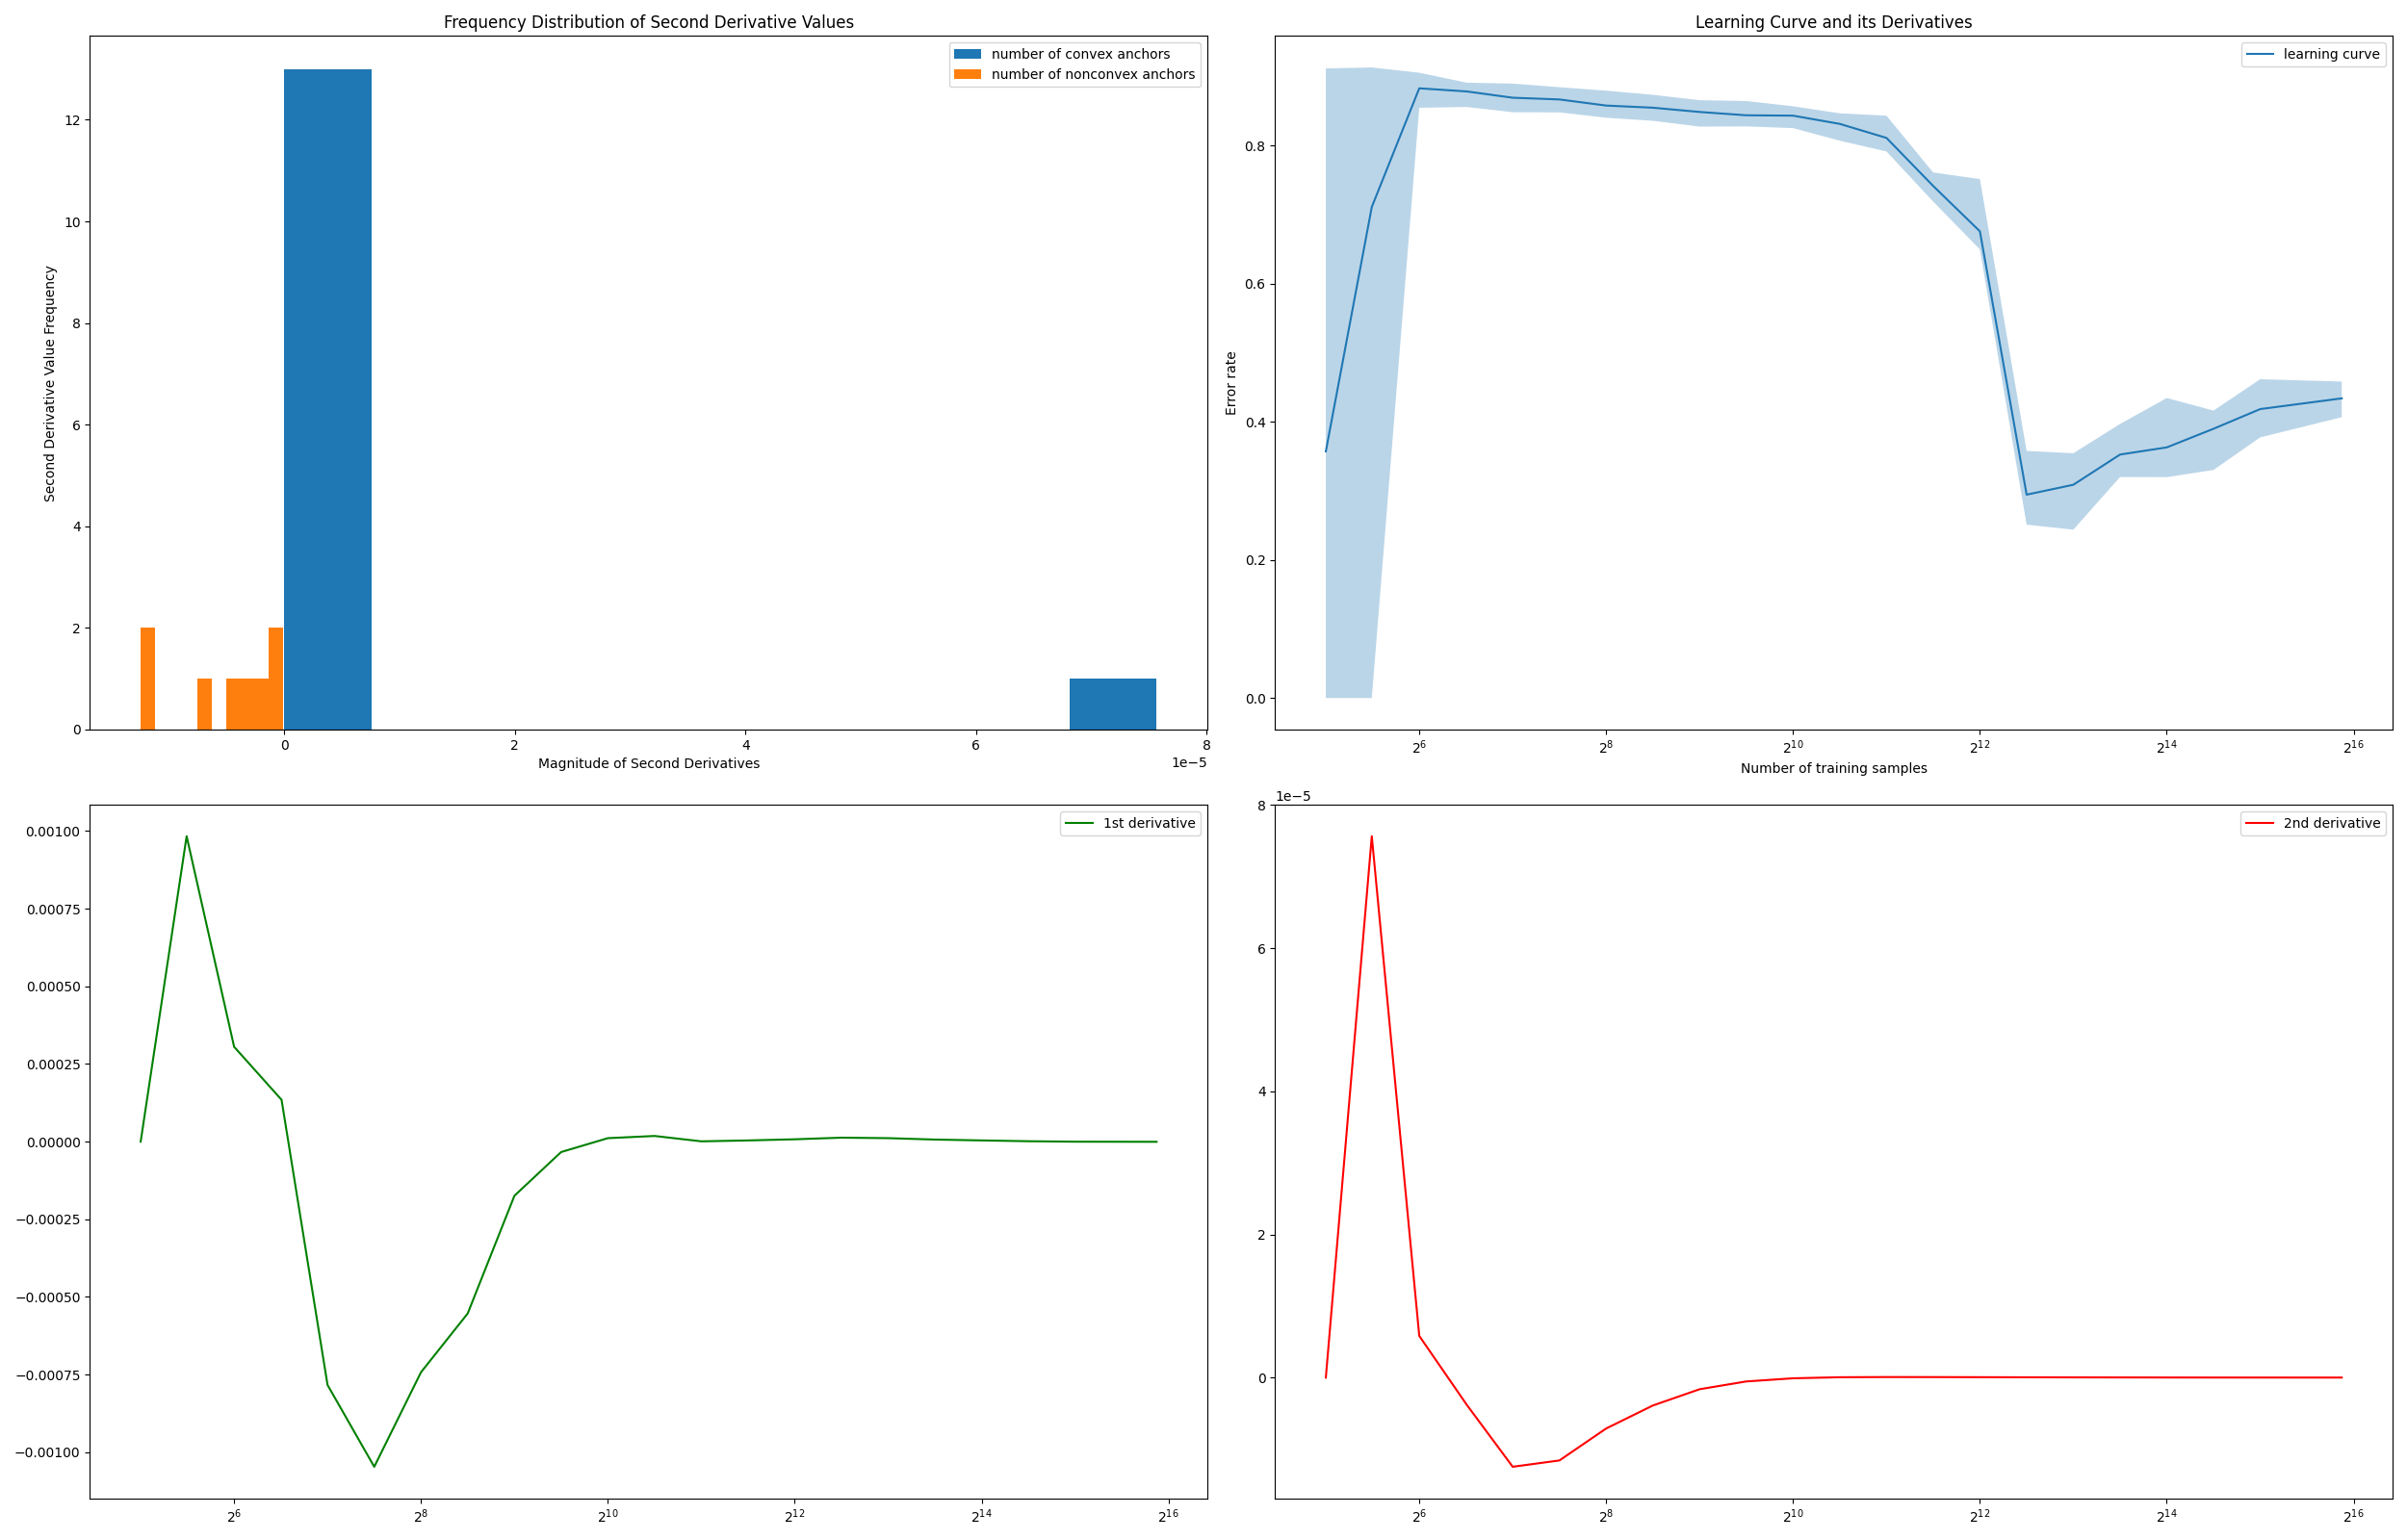 Frequency Distribution of Second Derivative Values
number of convex anchors
number of nonconvex anchors
Second Derivative Value Frequency
12
10
8
6
4
2
0
0 2 4 6 8
1e−5
Magnitude of Second Derivatives
Learning Curve and its Derivatives
learning curve
Error rate
0.8
0.6
0.4
0.2
0.0
2^6 2^8 2^10 2^12 2^14 2^16
Number of training samples
1st derivative
0.00100
0.00075
0.00050
0.00025
0.00000
−0.00025
−0.00050
−0.00075
−0.00100
2^6 2^8 2^10 2^12 2^14 2^16
1e−5
2nd derivative
8
6
4
2
0
2^6 2^8 2^10 2^12 2^14 2^16